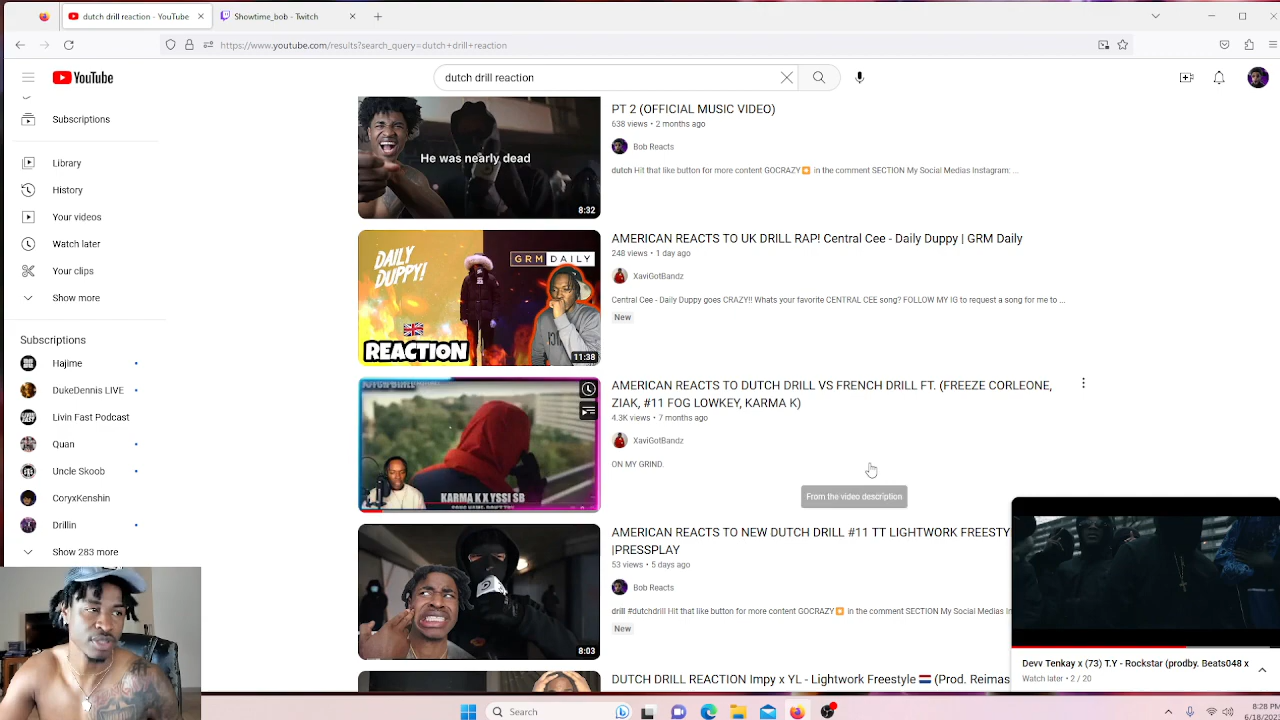 dutch drill reaction - YouTube
Showtime_bob - Twitch
https://www.youtube.com/results?search_query=dutch+drill+reaction
YouTube
dutch drill reaction
Subscriptions
Library
History
Your videos
Watch later
Your clips
Show more
Subscriptions
Hajime
DukeDennis LIVE
Livin Fast Podcast
Quan
Uncle Skoob
CoryxKenshin
Drillin
Show 283 more
He was nearly dead
8:32
PT 2 (OFFICIAL MUSIC VIDEO)
638 views • 2 months ago
Bob Reacts
dutch Hit that like button for more content GOCRAZY in the comment SECTION My Social Medias Instagram: ...
DAILY
DUPPY!
GRM DAILY
REACTION
11:38
AMERICAN REACTS TO UK DRILL RAP! Central Cee - Daily Duppy | GRM Daily
248 views • 1 day ago
XaviGotBandz
Central Cee - Daily Duppy goes CRAZY!! Whats your favorite CENTRAL CEE song? FOLLOW MY IG to request a song for me to ...
New
KARMA K X YSSI SB
AMERICAN REACTS TO DUTCH DRILL VS FRENCH DRILL FT. (FREEZE CORLEONE,
ZIAK, #11 FOG LOWKEY, KARMA K)
4.3K views • 7 months ago
XaviGotBandz
ON MY GRIND.
From the video description
8:03
AMERICAN REACTS TO NEW DUTCH DRILL #11 TT LIGHTWORK FREESTY
|PRESSPLAY
53 views • 5 days ago
Bob Reacts
drill #dutchdrill Hit that like button for more content GOCRAZY in the comment SECTION My Social Medias In
New
DUTCH DRILL REACTION Impy x YL - Lightwork Freestyle (Prod. Reimas
Devv Tenkay x (73) T.Y - Rockstar (prodby. Beats048 x
Watch later • 2 / 20
Search
8:28 PM